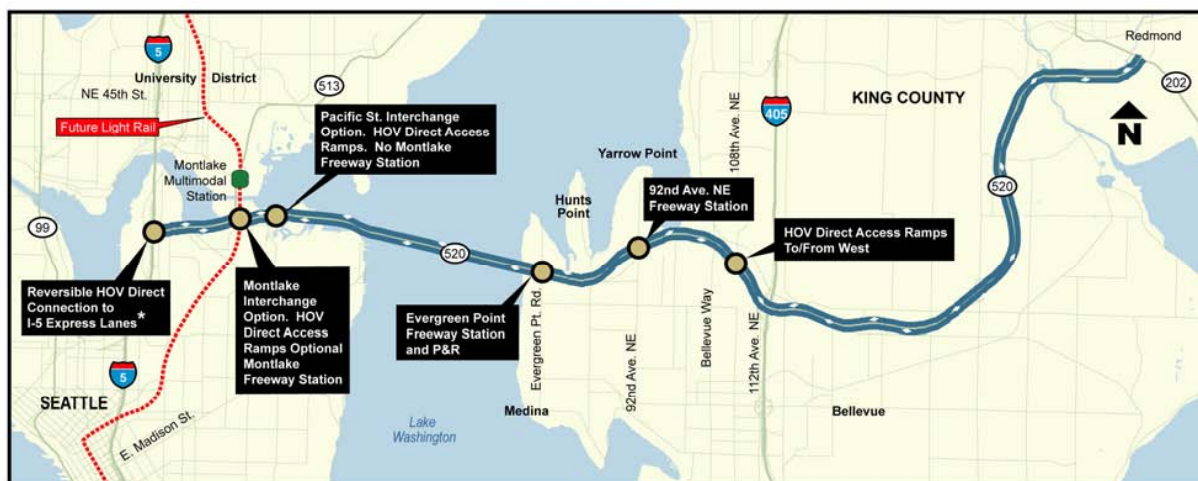 5
University District
NE 45th St.
513
Future Light Rail
Pacific St. Interchange
Option. HOV Direct Access
Ramps. No Montlake
Freeway Station
Montlake
Multimodal
Station
99
Reversible HOV Direct
Connection to
I-5 Express Lanes*
Montlake
Interchange
Option. HOV
Direct Access
Ramps Optional
Montlake
Freeway Station
5
SEATTLE
E. Madison St.
Lake
Washington
520
Evergreen Point
Freeway Station
and P&R
Evergreen Pt. Rd.
Medina
Hunts
Point
Yarrow Point
92nd Ave. NE
Freeway Station
92nd Ave. NE
Bellevue Way
108th Ave. NE
112th Ave. NE
405
HOV Direct Access Ramps
To/From West
Bellevue
KING COUNTY
520
Redmond
202
N